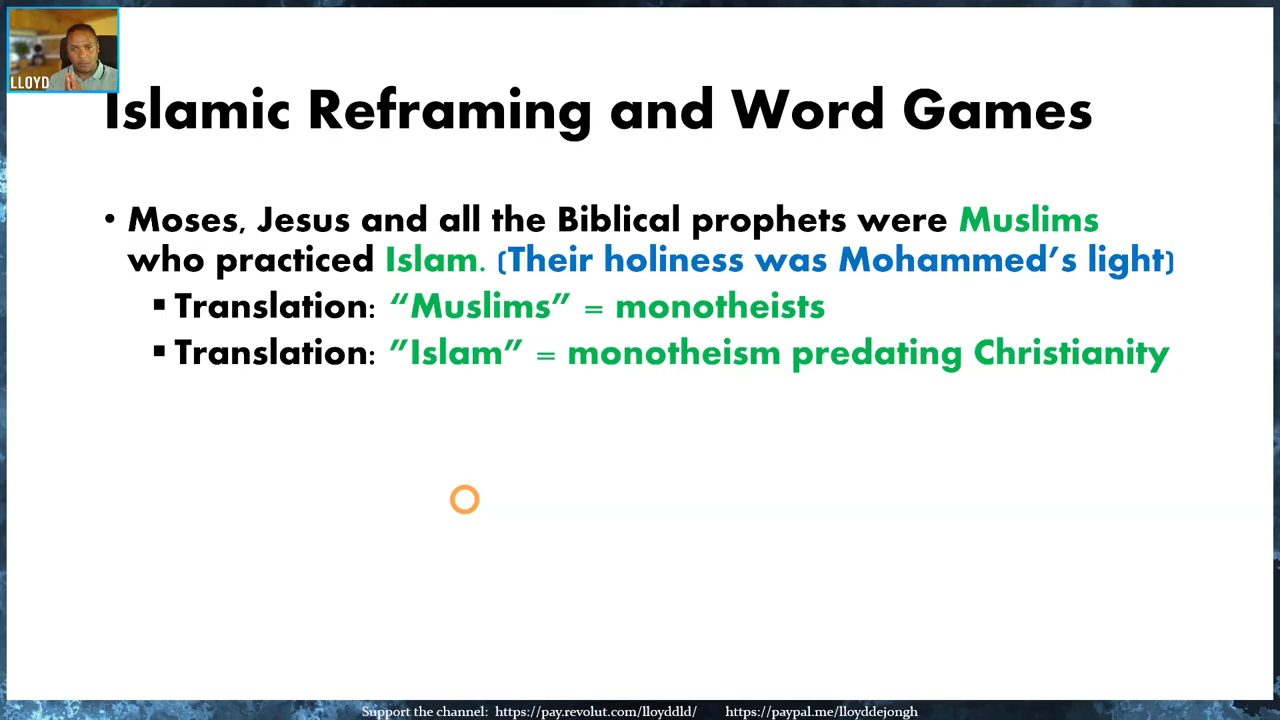 LLOYD
Islamic Reframing and Word Games
• Moses, Jesus and all the Biblical prophets were Muslims
who practiced Islam. (Their holiness was Mohammed’s light)
▪ Translation: “Muslims” = monotheists
▪ Translation: ”Islam” = monotheism predating Christianity
Support the channel: https://pay.revolut.com/lloyddld/ https://paypal.me/lloyddejongh